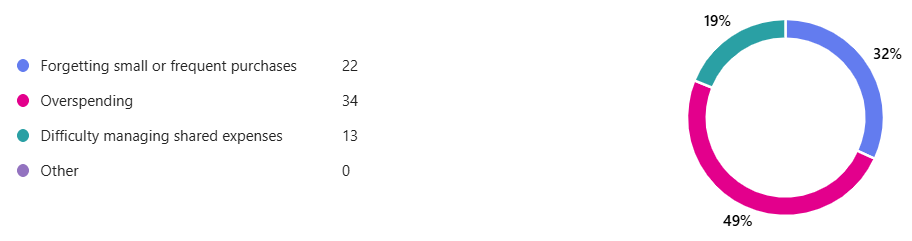 Forgetting small or frequent purchases 22
Overspending 34
Difficulty managing shared expenses 13
Other 0
19%
32%
49%